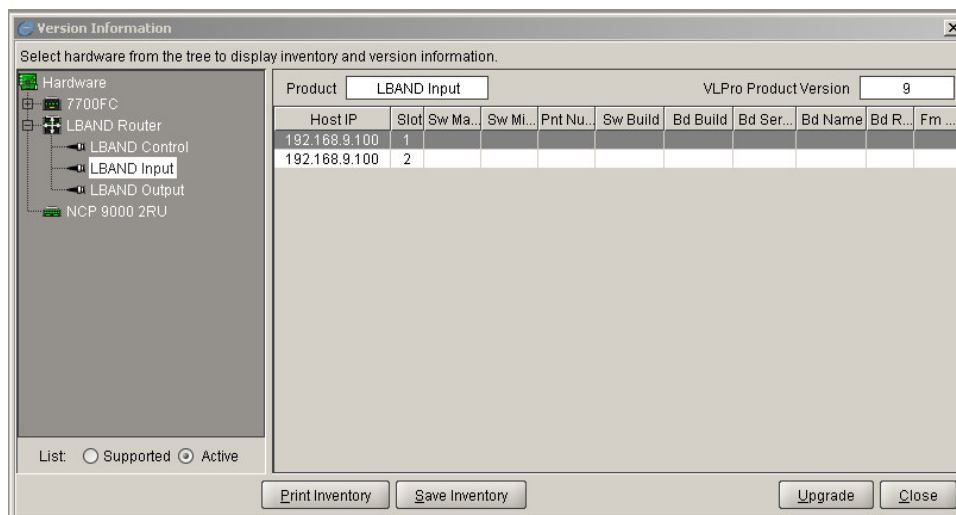 Version Information
Select hardware from the tree to display inventory and version information.
Hardware
7700FC
LBAND Router
LBAND Control
LBAND Input
LBAND Output
NCP 9000 2RU
List: Supported Active
Product LBAND Input VLPro Product Version 9
Host IP Slot Sw Ma... Sw Mi... Pnt Nu... Sw Build Bd Build Bd Ser... Bd Name Bd R... Fm ...
192.168.9.100 1
192.168.9.100 2
Print Inventory Save Inventory Upgrade Close